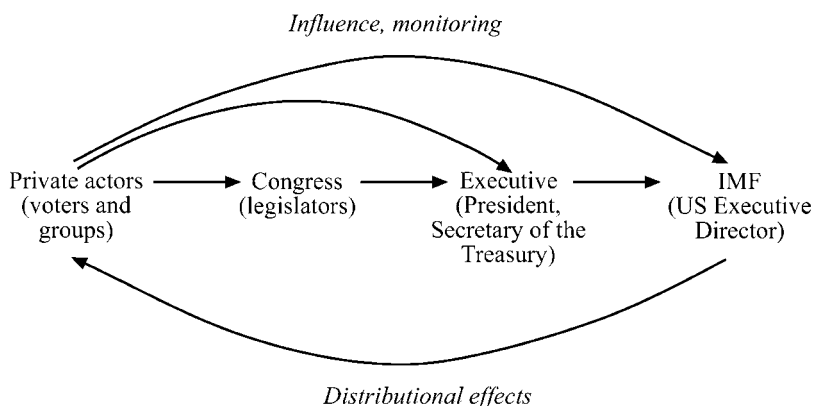 Influence, monitoring
Private actors
(voters and
groups)
Congress
(legislators)
Executive
(President,
Secretary of the
Treasury)
IMF
(US Executive
Director)
Distributional effects